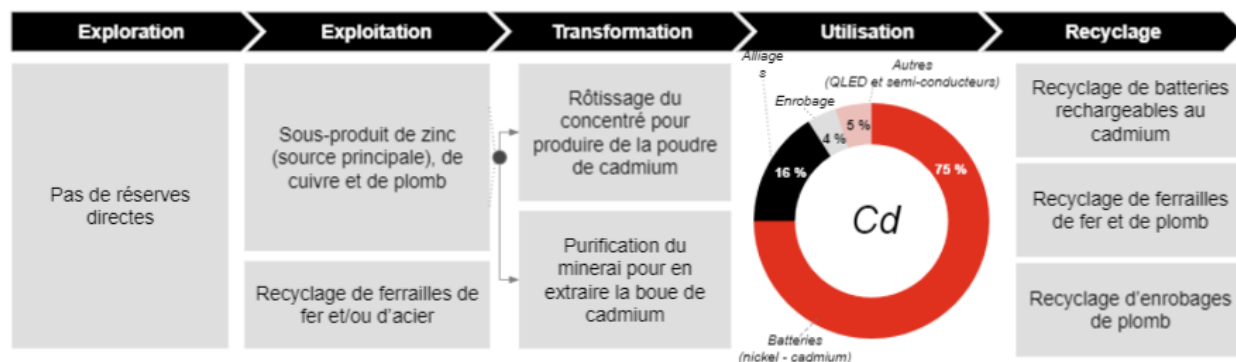 Exploration
Exploitation
Transformation
Utilisation
Recyclage
Pas de réserves
directes
Sous-produit de zinc
(source principale), de
cuivre et de plomb
Recyclage de ferrailles de
fer et/ou d'acier
Rôtissage du
concentré pour
produire de la poudre
de cadmium
Purification du
minerai pour en
extraire la boue de
cadmium
Alliage
s
Enrobage
Autres
(QLED et semi-conducteurs)
5 %
4 %
16 %
75 %
Cd
Batteries
(nickel - cadmium)
Recyclage de batteries
rechargeables au
cadmium
Recyclage de ferrailles
de fer et de plomb
Recyclage d'enrobages
de plomb